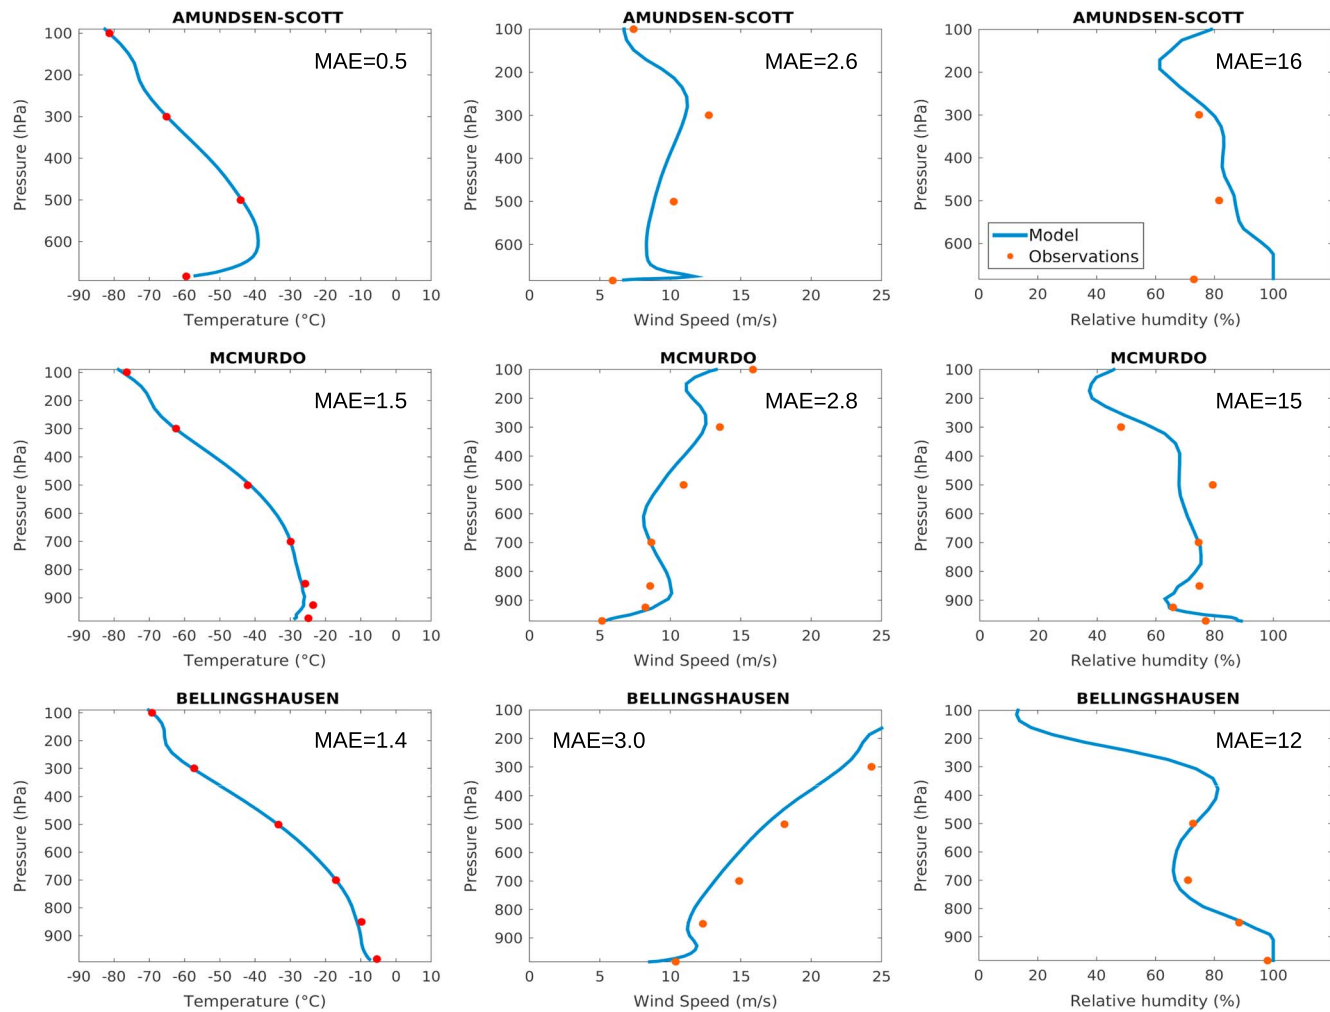 AMUNDSEN-SCOTT
MAE=0.5
Pressure (hPa)
100
200
300
400
500
600
-90 -80 -70 -60 -50 -40 -30 -20 -10 0 10
Temperature (°C)
AMUNDSEN-SCOTT
MAE=2.6
Pressure (hPa)
100
200
300
400
500
600
0 5 10 15 20 25
Wind Speed (m/s)
AMUNDSEN-SCOTT
MAE=16
Pressure (hPa)
100
200
300
400
500
600
Model
Observations
0 20 40 60 80 100
Relative humdity (%)
MCMURDO
MAE=1.5
Pressure (hPa)
100
200
300
400
500
600
700
800
900
-90 -80 -70 -60 -50 -40 -30 -20 -10 0 10
Temperature (°C)
MCMURDO
MAE=2.8
Pressure (hPa)
100
200
300
400
500
600
700
800
900
0 5 10 15 20 25
Wind Speed (m/s)
MCMURDO
MAE=15
Pressure (hPa)
100
200
300
400
500
600
700
800
900
0 20 40 60 80 100
Relative humdity (%)
BELLINGSHAUSEN
MAE=1.4
Pressure (hPa)
100
200
300
400
500
600
700
800
900
-90 -80 -70 -60 -50 -40 -30 -20 -10 0 10
Temperature (°C)
BELLINGSHAUSEN
MAE=3.0
Pressure (hPa)
100
200
300
400
500
600
700
800
900
0 5 10 15 20 25
Wind Speed (m/s)
BELLINGSHAUSEN
MAE=12
Pressure (hPa)
100
200
300
400
500
600
700
800
900
0 20 40 60 80 100
Relative humdity (%)